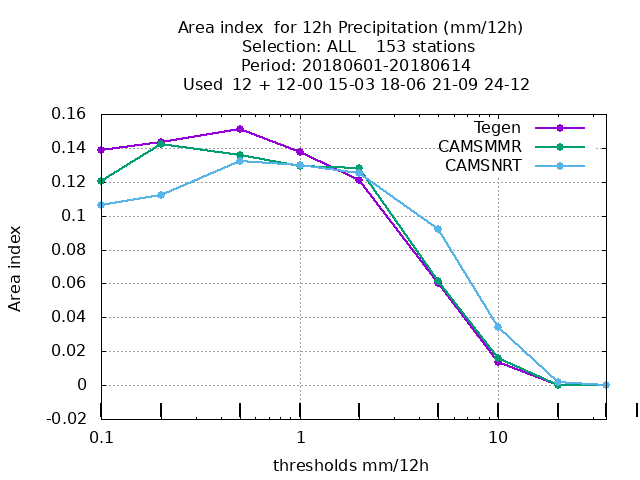 Area index  for 12h Precipitation (mm/12h)
Selection: ALL    153 stations
Period: 20180601-20180614
Used  12 + 12-00 15-03 18-06 21-09 24-12
0.16
0.14
0.12
0.1
0.08
0.06
0.04
0.02
0
-0.02
Area index
Tegen
CAMSMMR
CAMSNRT
0.1
1
10
thresholds mm/12h